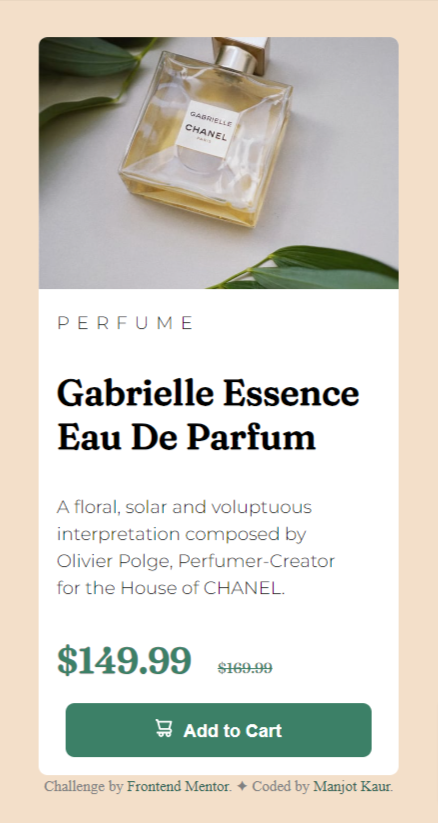 GABRIELLE
CHANEL
PARIS
PERFUME
Gabrielle Essence
Eau De Parfum
A floral, solar and voluptuous
interpretation composed by
Olivier Polge, Perfumer-Creator
for the House of CHANEL.
$149.99 $169.99
Add to Cart
Challenge by Frontend Mentor. ✦ Coded by Manjot Kaur.